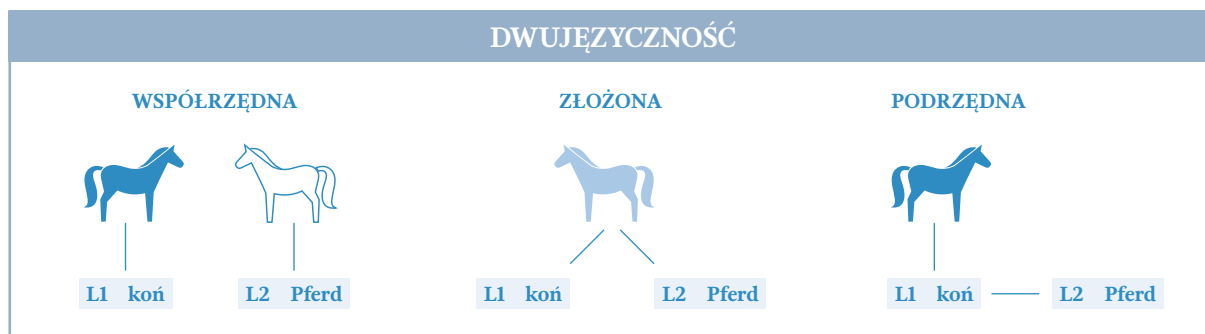 DWUJĘZYCZNOŚĆ
WSPÓŁRZĘDNA ZŁOŻONA PODRZĘDNA
L1 koń L2 Pferd L1 koń L2 Pferd L1 koń L2 Pferd